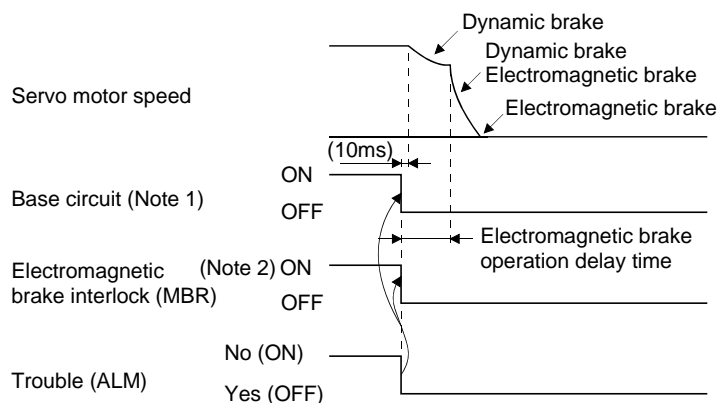 Dynamic brake
Dynamic brake
Electromagnetic brake
Servo motor speed
Electromagnetic brake
(10ms)
ON
Base circuit (Note 1)
OFF
Electromagnetic brake
operation delay time
Electromagnetic (Note 2) ON
brake interlock (MBR)
OFF
No (ON)
Trouble (ALM)
Yes (OFF)